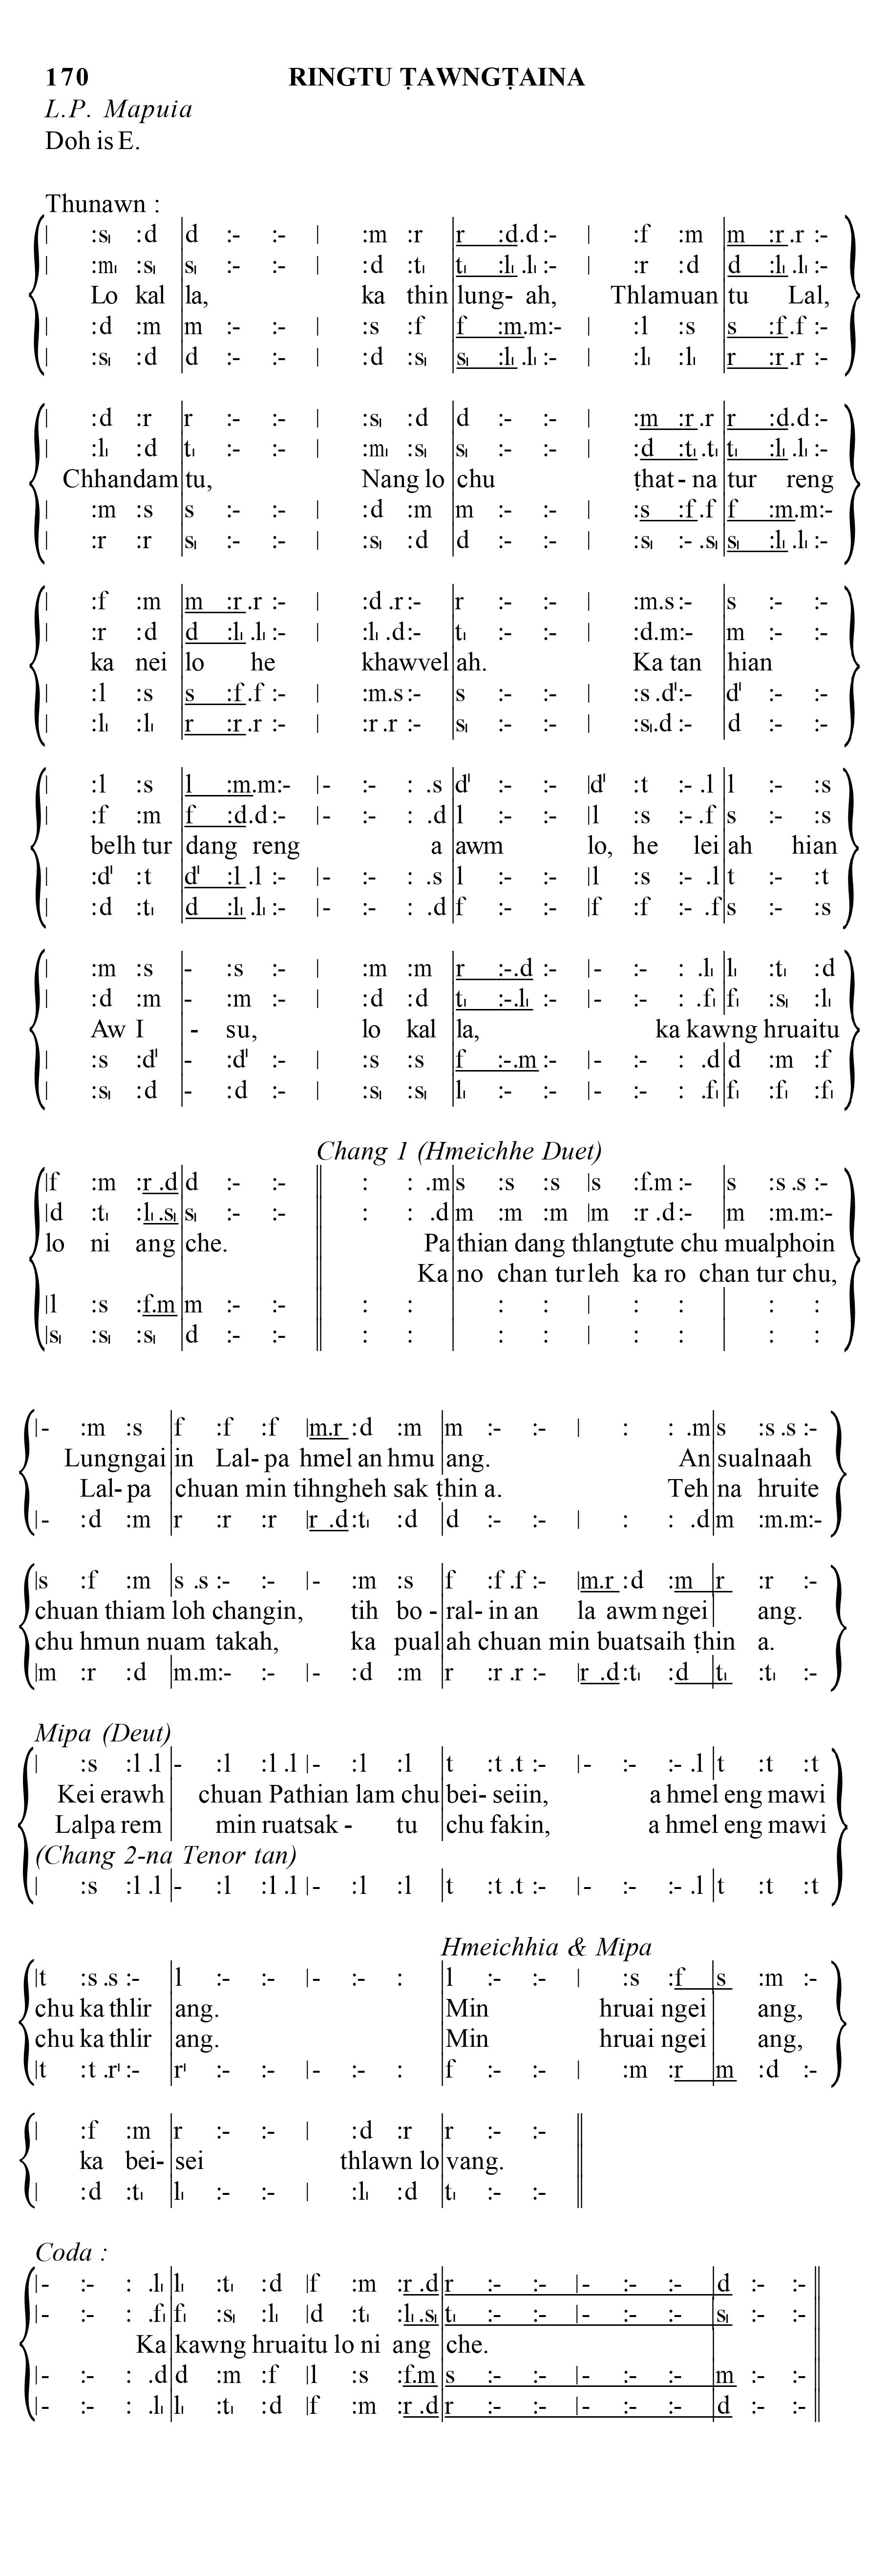 170 RINGTU ṬAWNGṬAINA
L.P. Mapuia
Doh is E.
Thunawn :
| :s, :d |d :- :- | :m :r |r :d.d :- | :f :m |m :r.r :-
| :m, :s, |s, :- :- | :d :t, |t, :l,.l, :- | :r :d |d :l,.l, :-
Lo kal la, ka thin lung- ah, Thlamuan tu Lal,
| :d :m |m :- :- | :s :f |f :m.m :- | :l :s |s :f.f :-
| :s, :d |d :- :- | :d :s, |s, :l,.l, :- | :l, :l, |r :r.r :-
| :d :r |r :- :- | :s, :d |d :- :- | :m :r.r |r :d.d :-
| :l, :d |t, :- :- | :m, :s, |s, :- :- | :d :t,.t, |t, :l,.l, :-
Chhandam tu, Nang lo chu ṭhat - na tur reng
| :m :s |s :- :- | :d :m |m :- :- | :s :f.f |f :m.m :-
| :r :r |s, :- :- | :s, :d |d :- :- | :s, :- .s, |s, :l,.l, :-
| :f :m |m :r.r :- | :d .r :- |r :- :- | :m.s :- |s :- :-
| :r :d |d :l,.l, :- | :l, .d :- |t, :- :- | :d.m :- |m :- :-
ka nei lo he khawvel ah. Ka tan hian
| :l :s |s :f.f :- | :m.s :- |s :- :- | :s .d' :- |d' :- :-
| :l, :l, |r :r.r :- | :r .r :- |s, :- :- | :s,.d :- |d :- :-
| :l :s |l :m.m :- |- :- : .s |d' :- :- |d' :t :- .l |l :- :s
| :f :m |f :d.d :- |- :- : .d |l :- :- |l :s :- .f |s :- :s
belh tur dang reng a awm lo, he lei ah hian
| :d' :t |d' :l .l :- |- :- : .s |l :- :- |l :s :- .l |t :- :t
| :d :t, |d :l,.l, :- |- :- : .d |f :- :- |f :f :- .f |s :- :s
| :m :s |- :s :- | :m :m |r :-.d :- |- :- : .l, |l, :t, :d
| :d :m |- :m :- | :d :d |t, :-.l, :- |- :- : .f, |f, :s, :l,
Aw I - su, lo kal la, ka kawng hruaitu
| :s :d' |- :d' :- | :s :s |f :-.m :- |- :- : .d |d :m :f
| :s, :d |- :d :- | :s, :s, |l, :- :- |- :- : .f, |f, :f, :f,
Chang 1 (Hmeichhe Duet)
|f :m :r .d |d :- :- || : : .m |s :s :s |s :f.m :- |s :s .s :-
|d :t, :l,.s, |s, :- :- || : : .d |m :m :m |m :r .d :- |m :m.m :-
lo ni ang che. Pa thian dang thlangtute chu mualphoin
Ka no chan tur leh ka ro chan tur chu,
|l :s :f.m |m :- :- || : : | : : | : : | : :
|s, :s, :s, |d :- :- || : : | : : | : : | : :
|- :m :s |f :f :f |m.r :d :m |m :- :- | : : .m |s :s .s :-
Lungngai in Lal- pa hmel an hmu ang. An sualnaah
Lal- pa chuan min tihngheh sak ṭhin a. Teh na hruite
|- :d :m |r :r :r |r .d :t, :d |d :- :- | : : .d |m :m.m :-
|s :f :m |s .s :- :- |- :m :s |f :f .f :- |m.r :d :m |r :r :-
chuan thiam loh changin, tih bo - ral- in an la awm ngei ang.
chu hmun nuam takah, ka pual ah chuan min buatsaih ṭhin a.
|m :r :d |m.m :- :- |- :d :m |r :r .r :- |r .d :t, :d |t, :t, :-
Mipa (Deut)
| :s :l .l |- :l :l .l |- :l :l |t :t .t :- |- :- :- .l |t :t :t
Kei erawh chuan Pathian lam chu bei- seiin, a hmel eng mawi
Lalpa rem min ruatsak - tu chu fakin, a hmel eng mawi
(Chang 2-na Tenor tan)
| :s :l .l |- :l :l .l |- :l :l |t :t .t :- |- :- :- .l |t :t :t
Hmeichhia & Mipa
|t :s .s :- |l :- :- |- :- : |l :- :- | :s :f |s :m :-
chu ka thlir ang. Min hruai ngei ang,
chu ka thlir ang. Min hruai ngei ang,
|t :t .r' :- |r' :- :- |- :- : |f :- :- | :m :r |m :d :-
| :f :m |r :- :- | :d :r |r :- :- ||
ka bei- sei thlawn lo vang.
| :d :t, |l, :- :- | :l, :d |t, :- :- ||
Coda :
|- :- : .l, |l, :t, :d |f :m :r .d |r :- :- |- :- :- |d :- :- ||
|- :- : .f, |f, :s, :l, |d :t, :l,.s, |t, :- :- |- :- :- |s, :- :- ||
Ka kawng hruaitu lo ni ang che.
|- :- : .d |d :m :f |l :s :f.m |s :- :- |- :- :- |m :- :- ||
|- :- : .l, |l, :t, :d |f :m :r .d |r :- :- |- :- :- |d :- :- ||